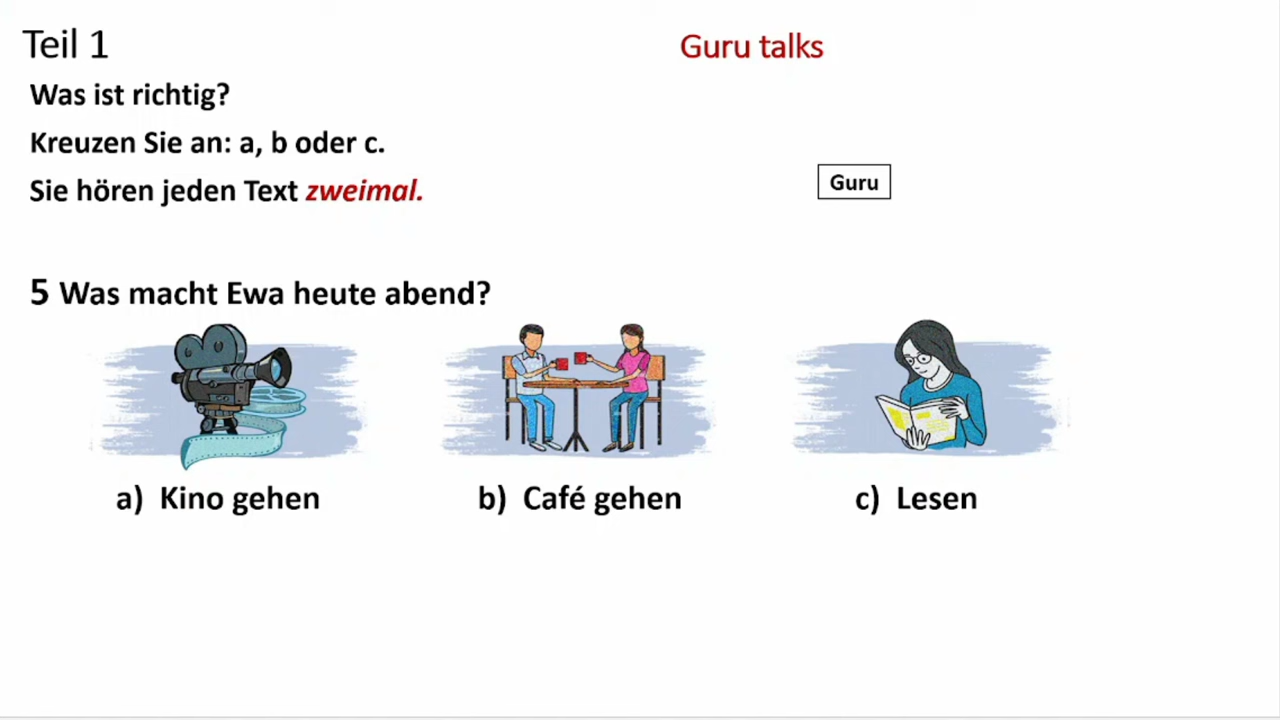 Teil 1
Guru talks
Was ist richtig?
Kreuzen Sie an: a, b oder c.
Sie hören jeden Text zweimal.
Guru
5 Was macht Ewa heute abend?
a) Kino gehen
b) Café gehen
c) Lesen